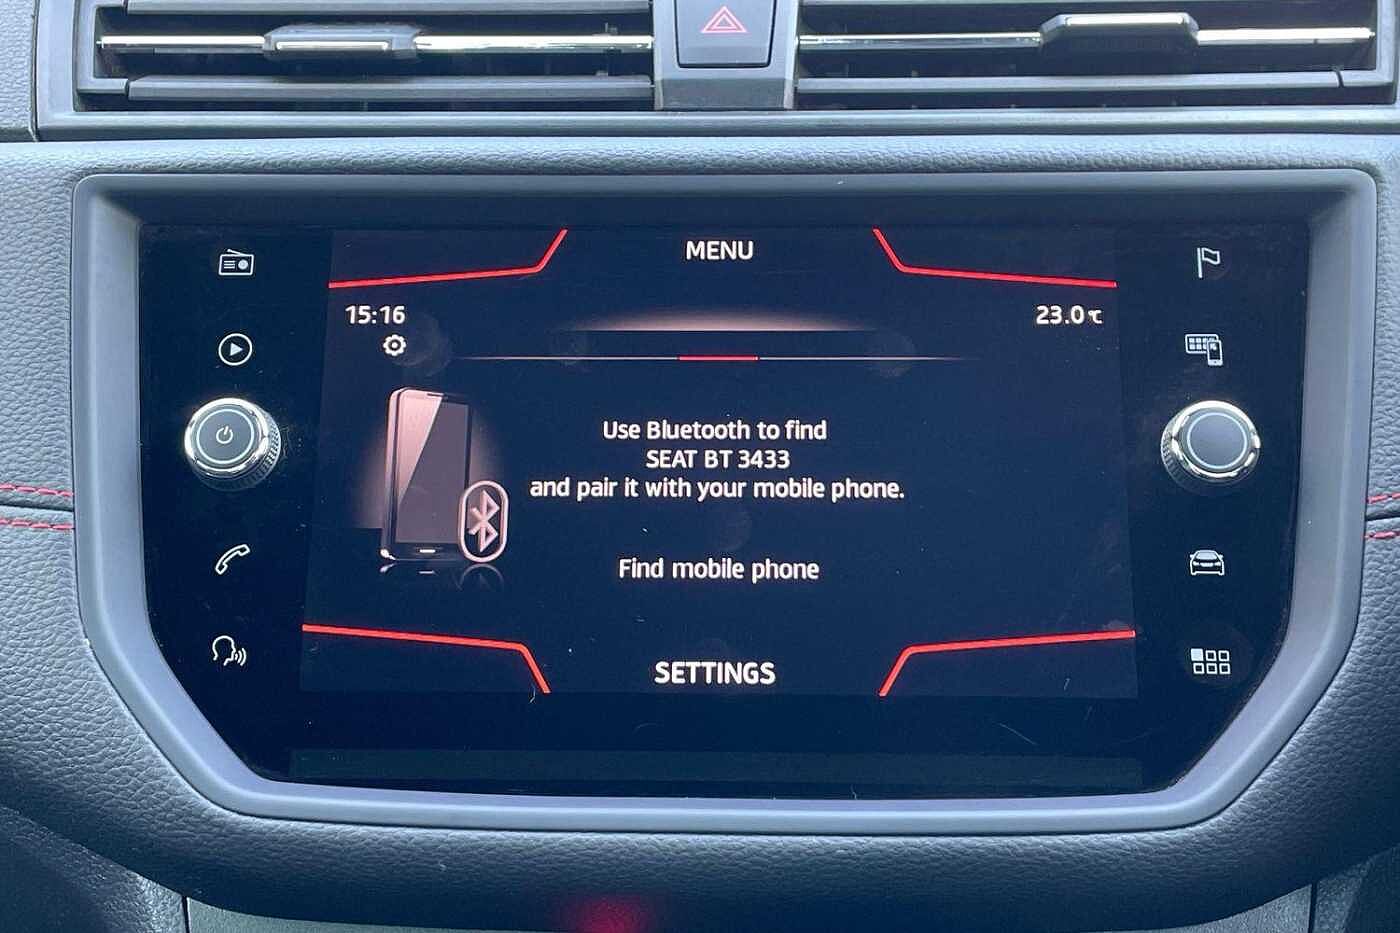 MENU
15:16
23.0℃
Use Bluetooth to find
SEAT BT 3433
and pair it with your mobile phone.
Find mobile phone
SETTINGS